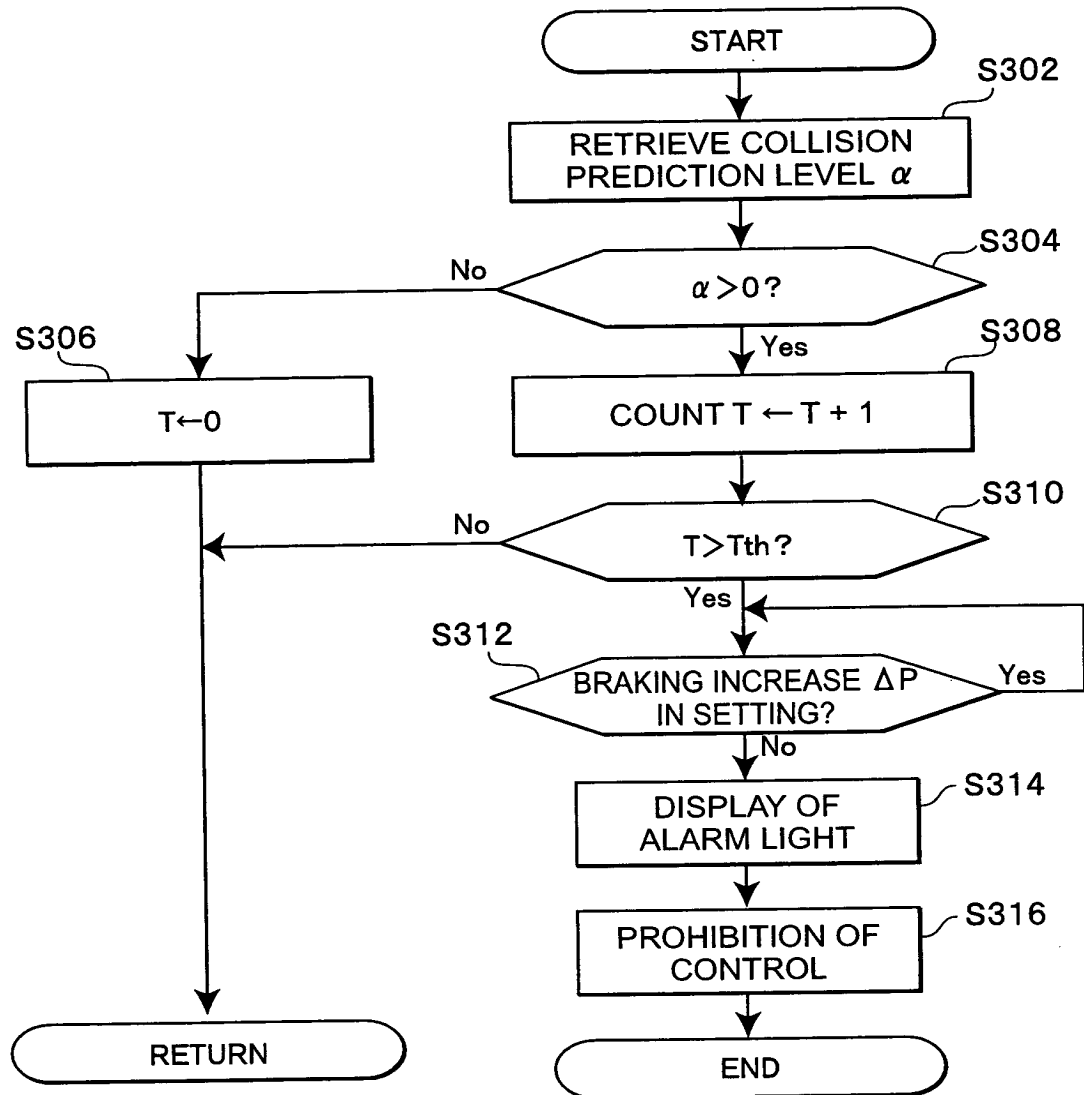 START
S302
RETRIEVE COLLISION
PREDICTION LEVEL α
S304
No
α>0?
Yes
S306
S308
T←0
COUNT T ← T + 1
S310
No
T>Tth?
Yes
S312
BRAKING INCREASE ΔP
IN SETTING?
Yes
No
S314
DISPLAY OF
ALARM LIGHT
S316
PROHIBITION OF
CONTROL
RETURN
END